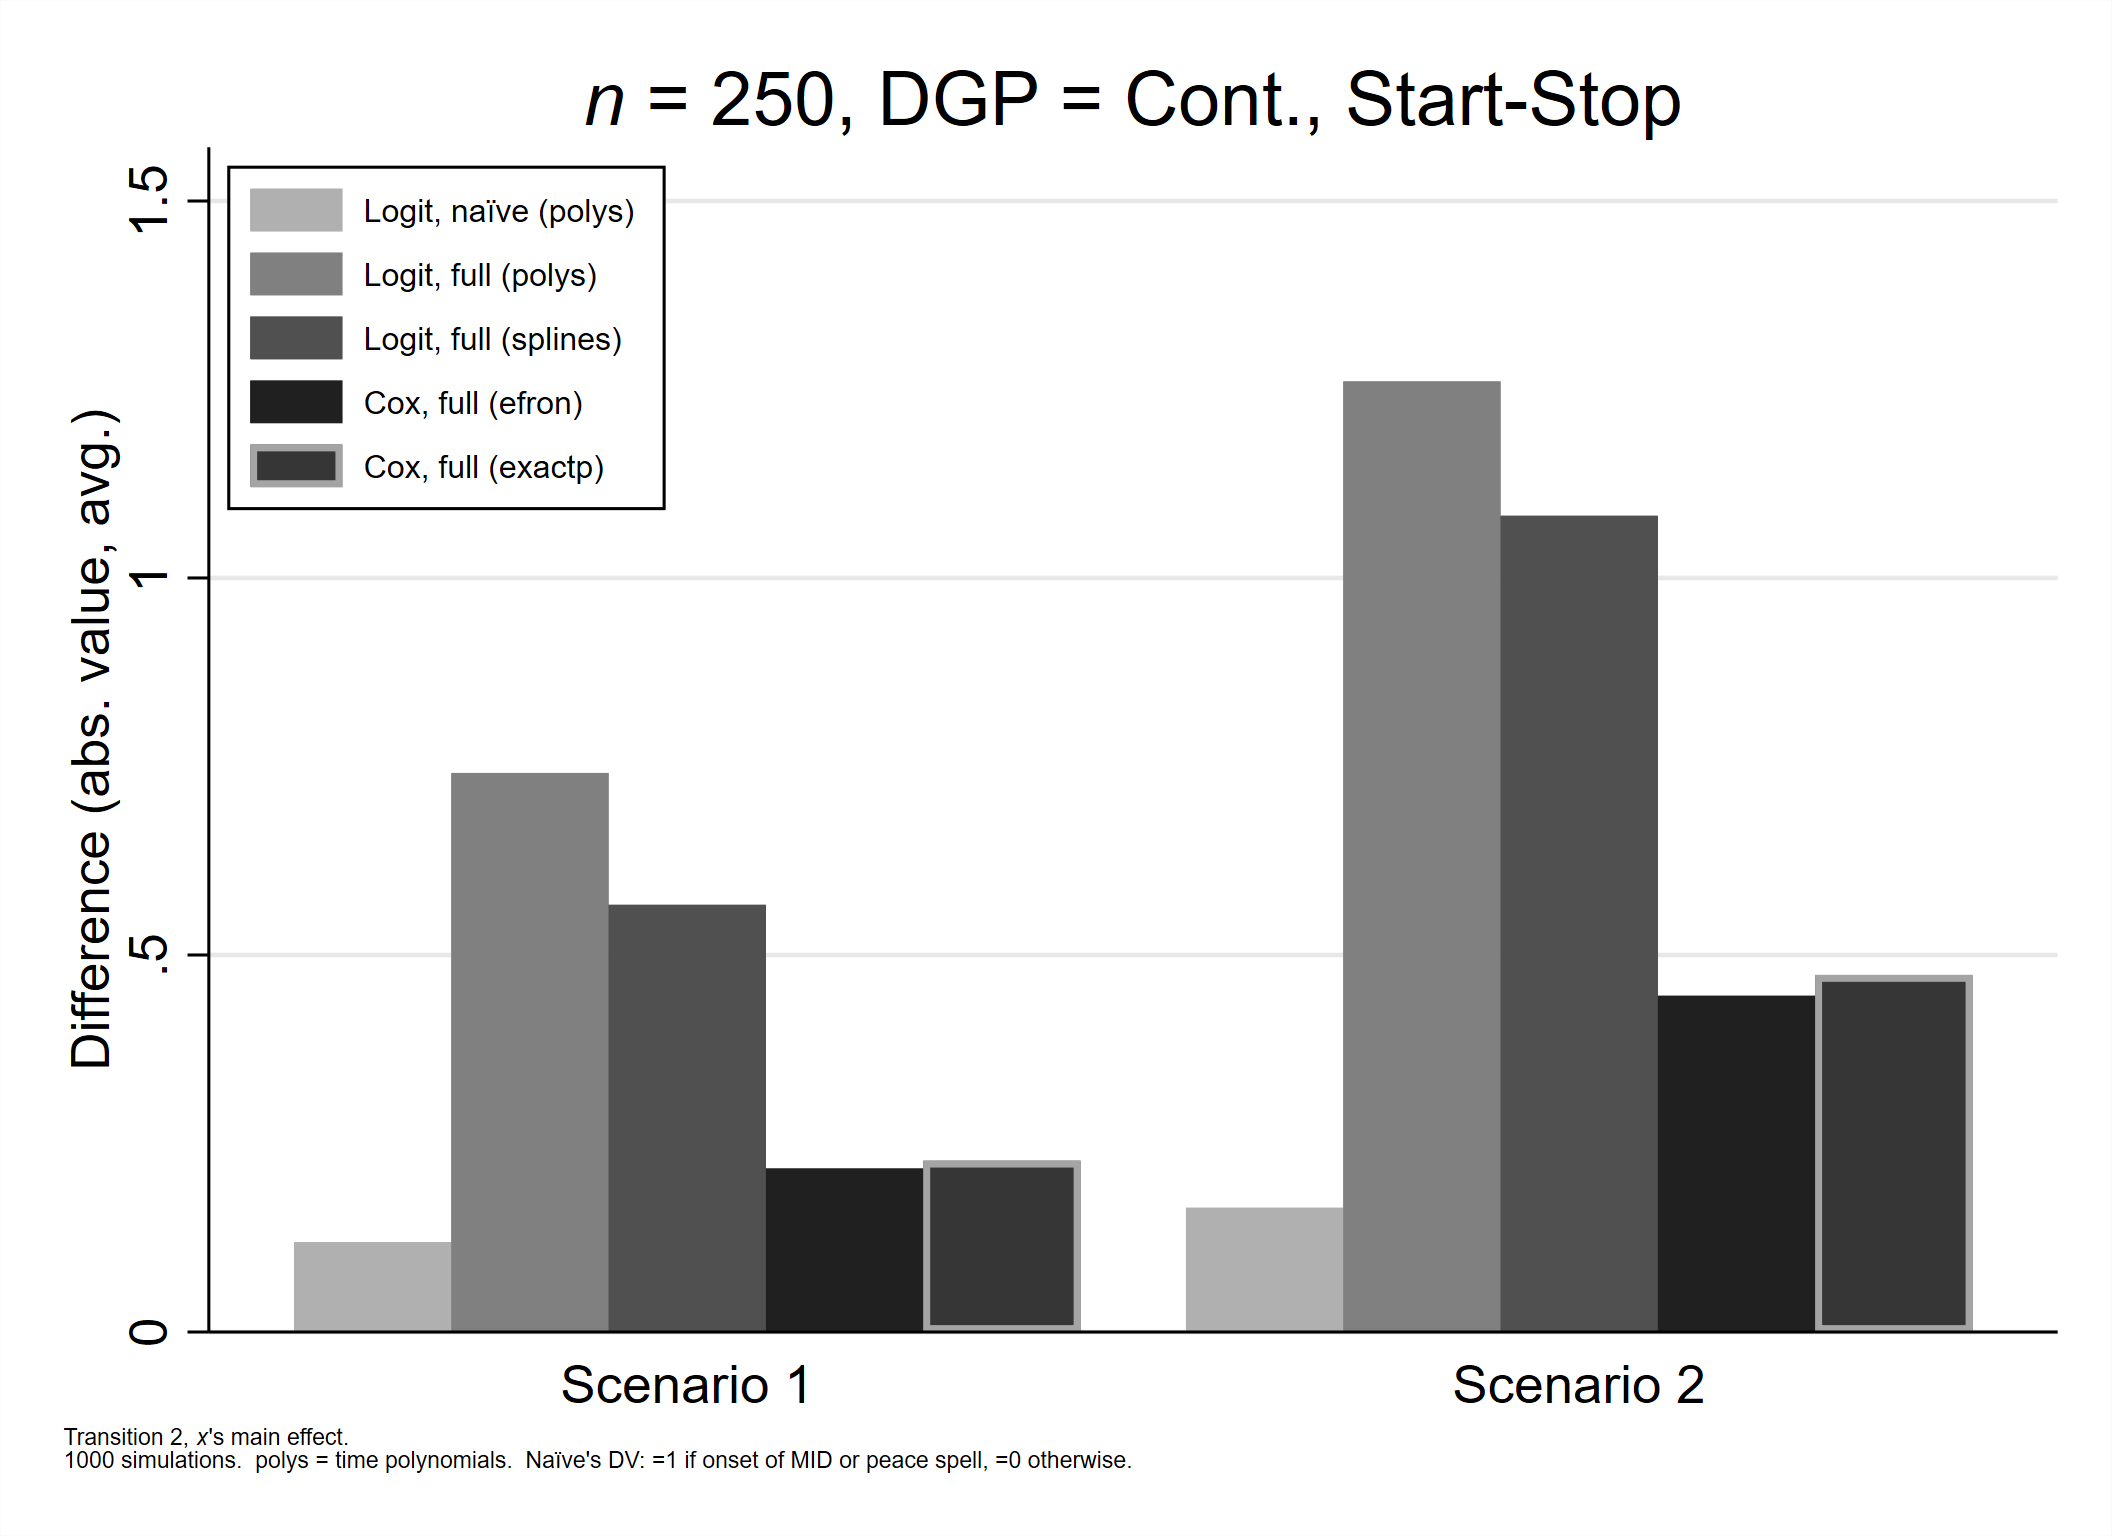 n = 250, DGP = Cont., Start-Stop
Logit, naïve (polys)
Logit, full (polys)
Logit, full (splines)
Cox, full (efron)
Cox, full (exactp)
Difference (abs. value, avg.)
1.5
1
.5
0
Scenario 1
Scenario 2
Transition 2, x's main effect.
1000 simulations.  polys = time polynomials.  Naïve's DV: =1 if onset of MID or peace spell, =0 otherwise.